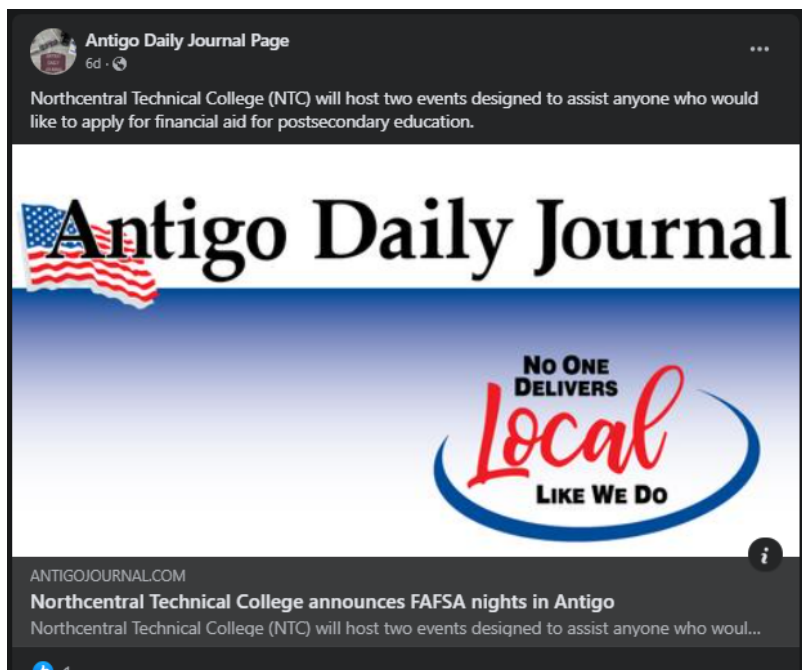 Antigo Daily Journal Page
6d
Northcentral Technical College (NTC) will host two events designed to assist anyone who would
like to apply for financial aid for postsecondary education.
Antigo Daily Journal
NO ONE
DELIVERS
Local
LIKE WE DO
ANTIGOJOURNAL.COM
Northcentral Technical College announces FAFSA nights in Antigo
Northcentral Technical College (NTC) will host two events designed to assist anyone who woul...